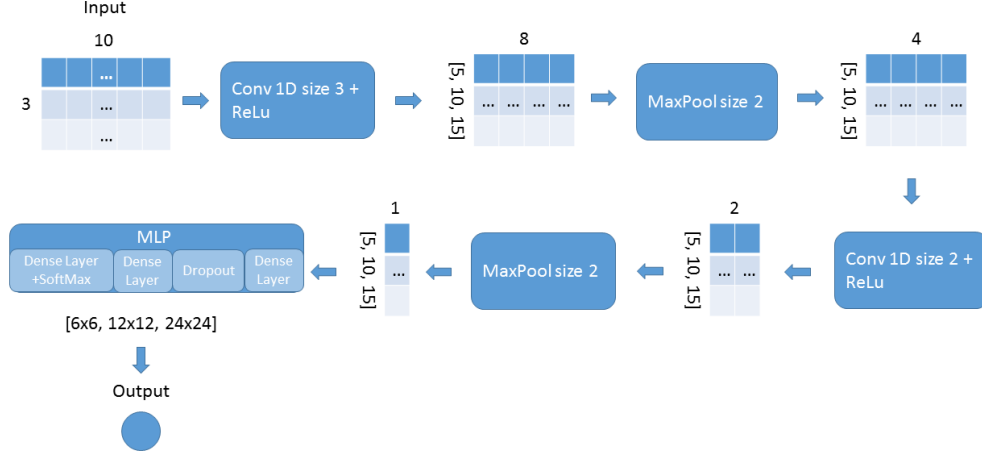 Input
10
3
...
...
...
Conv 1D size 3 +
ReLu
8
[5, 10, 15]
... ... ... ...
MaxPool size 2
4
[5, 10, 15]
... ... ... ...
Conv 1D size 2 +
ReLu
2
[5, 10, 15]
... ...
MaxPool size 2
1
[5, 10, 15]
...
MLP
Dense Layer
+SoftMax
Dense
Layer
Dropout
Dense
Layer
[6x6, 12x12, 24x24]
Output